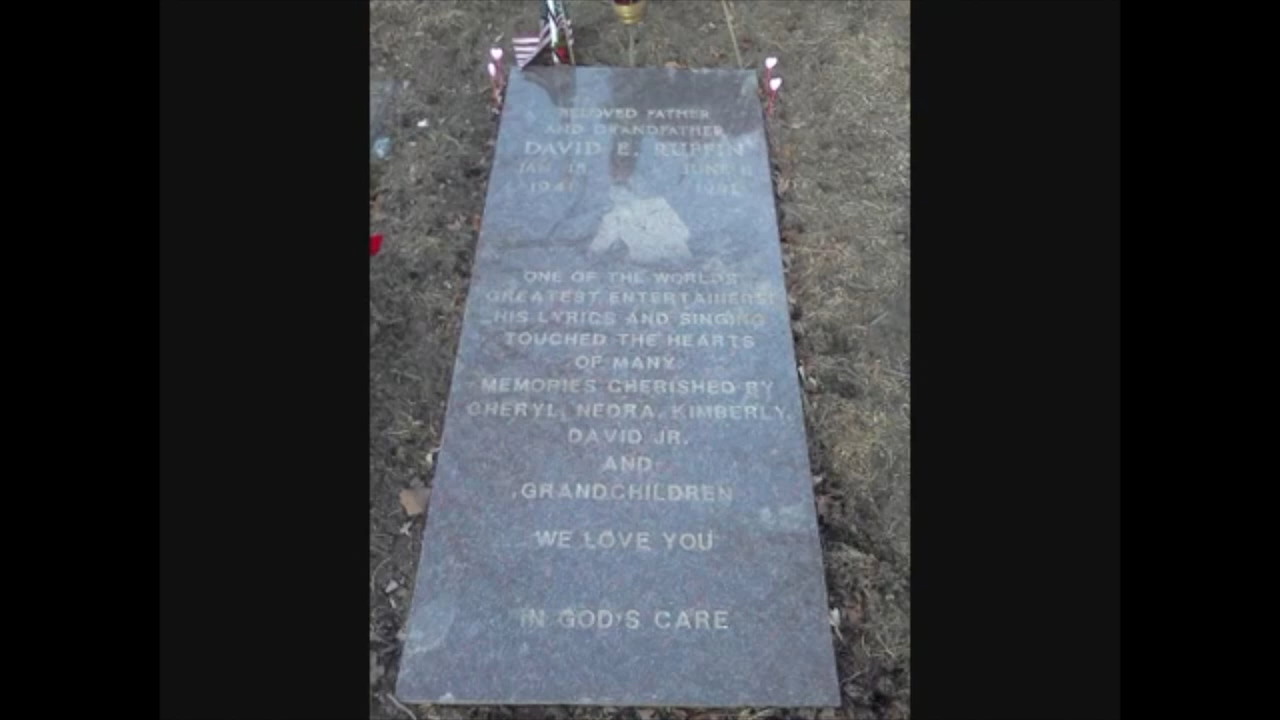 BELOVED FATHER
AND GRANDFATHER
DAVID E. RUFFIN
JAN 18 JUNE
1941
ONE OF THE WORLDS
GREATEST ENTERTAINERS
HIS LYRICS AND SINGING
TOUCHED THE HEARTS
OF MANY
MEMORIES CHERISHED BY
CHERYL, NEDRA, KIMBERLY,
DAVID JR.
AND
GRANDCHILDREN
WE LOVE YOU
IN GOD'S CARE